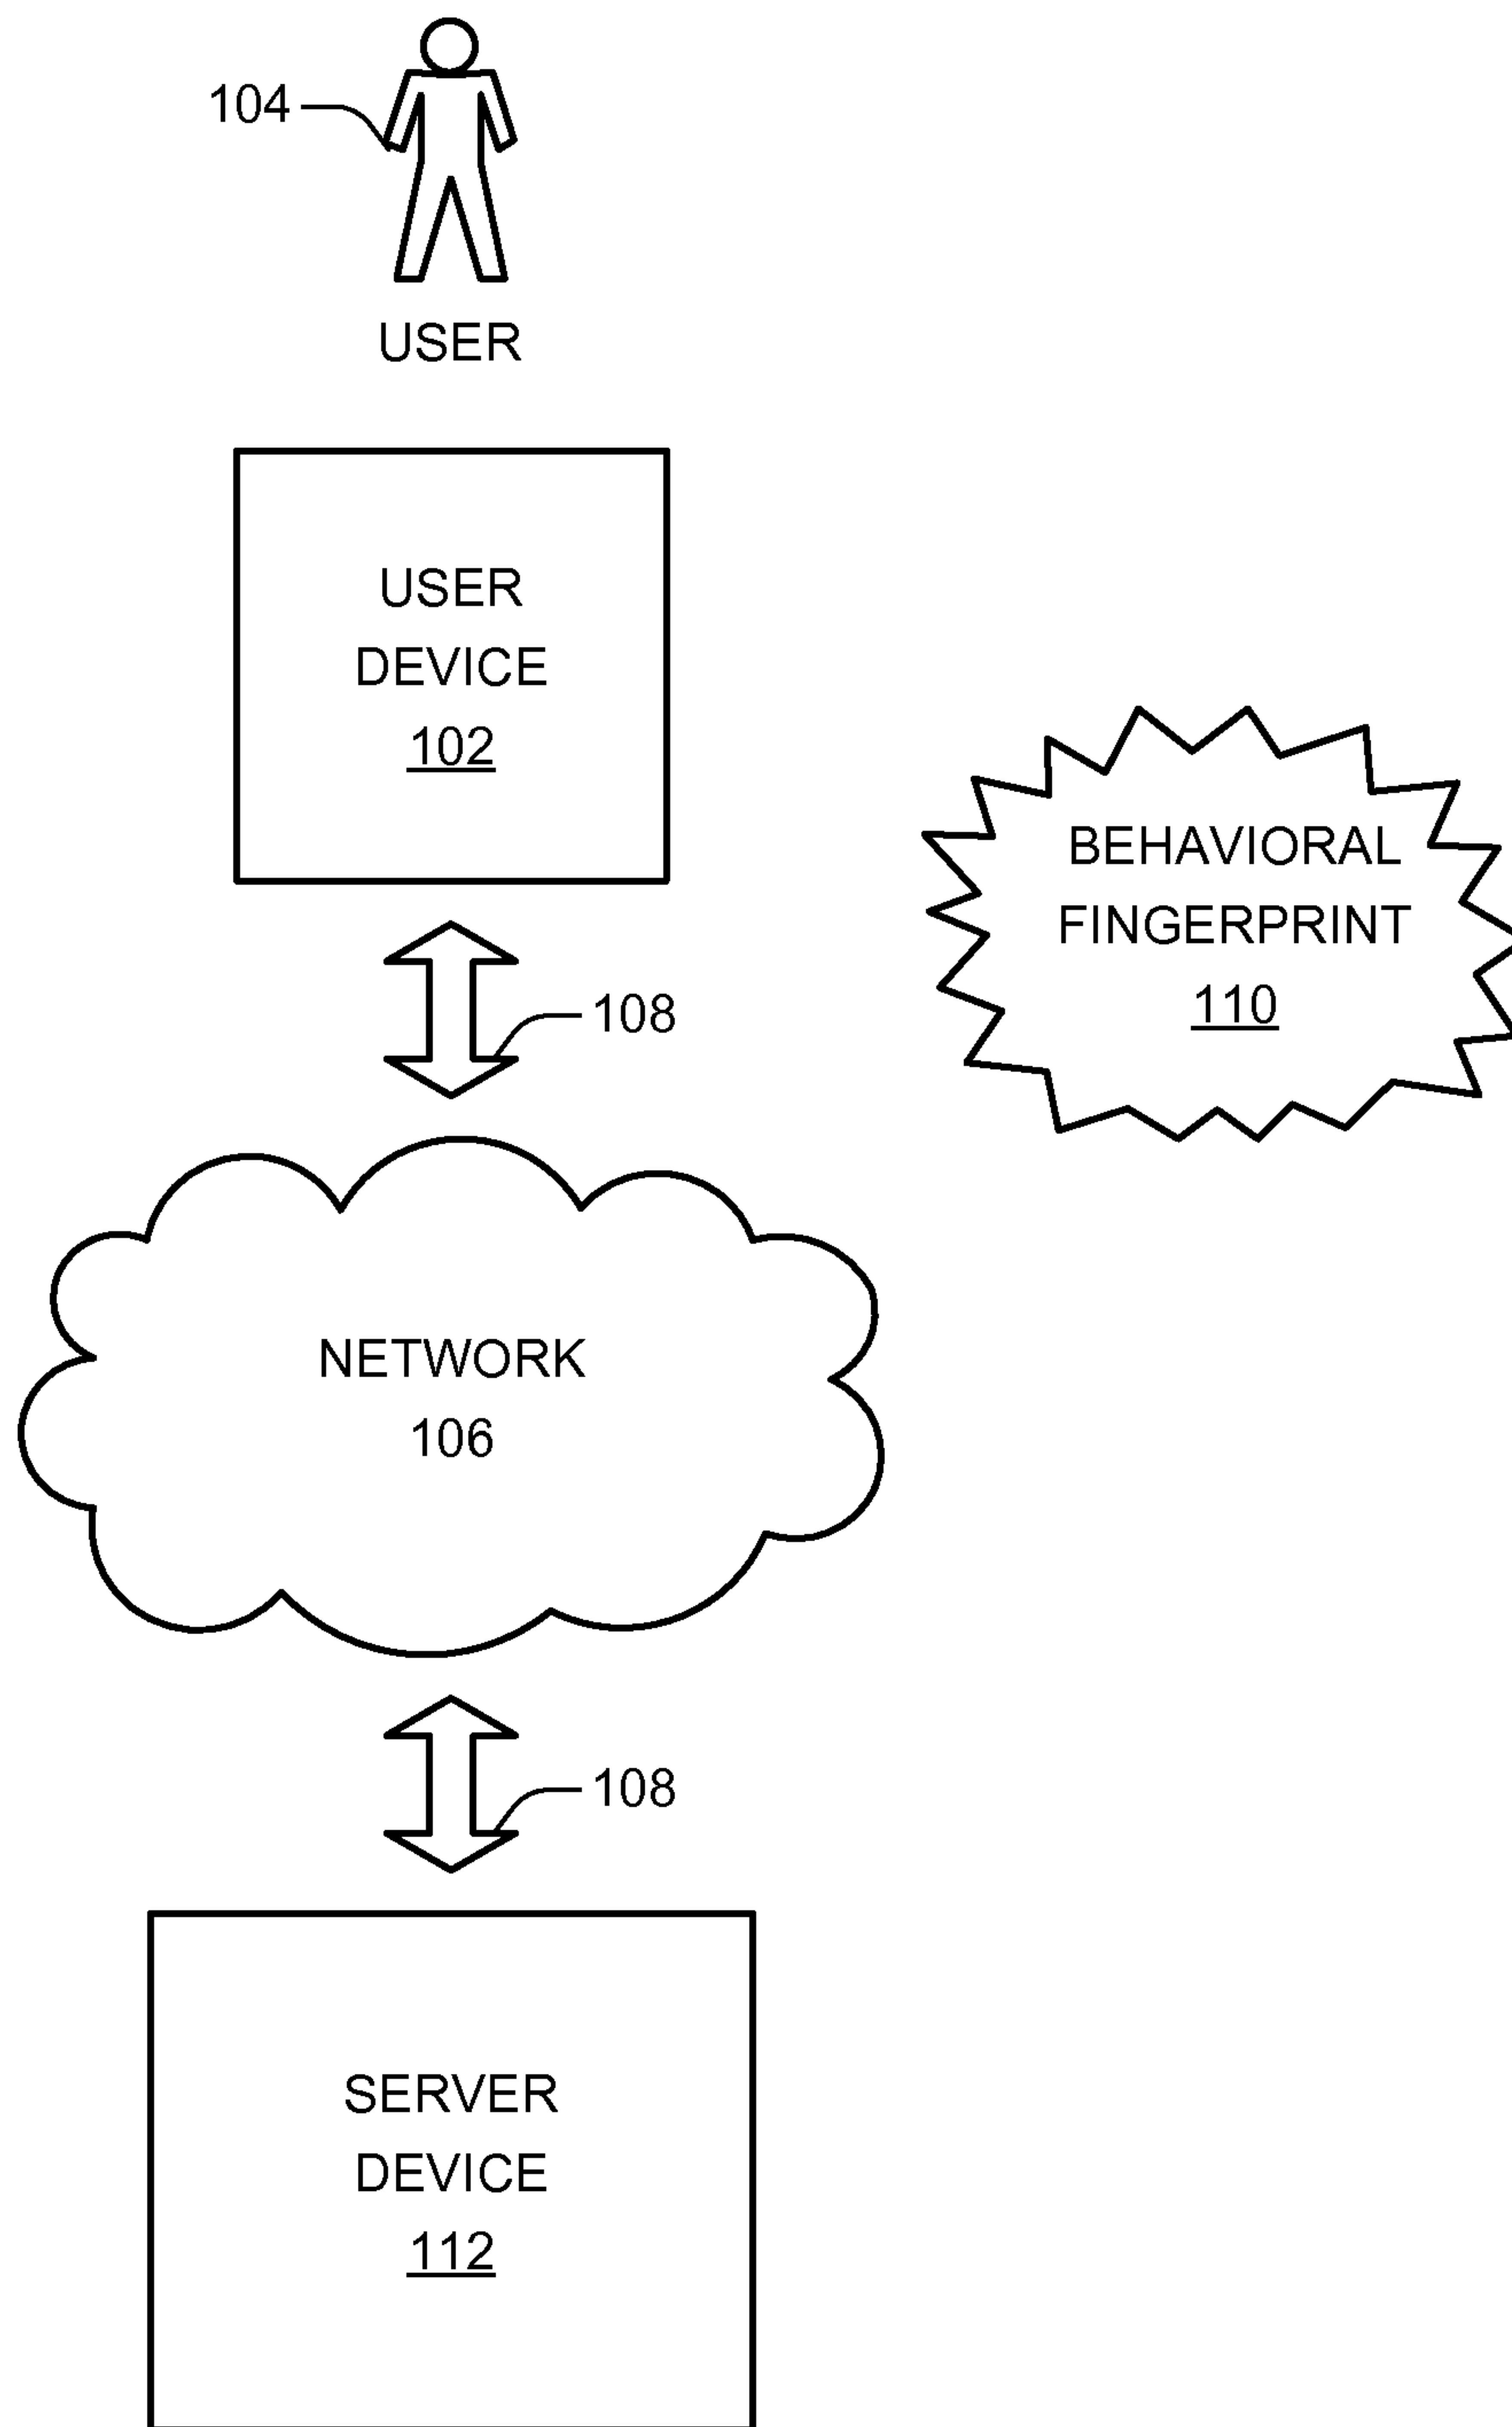 104
USER
USER
DEVICE
102
BEHAVIORAL
FINGERPRINT
110
108
NETWORK
106
108
SERVER
DEVICE
112